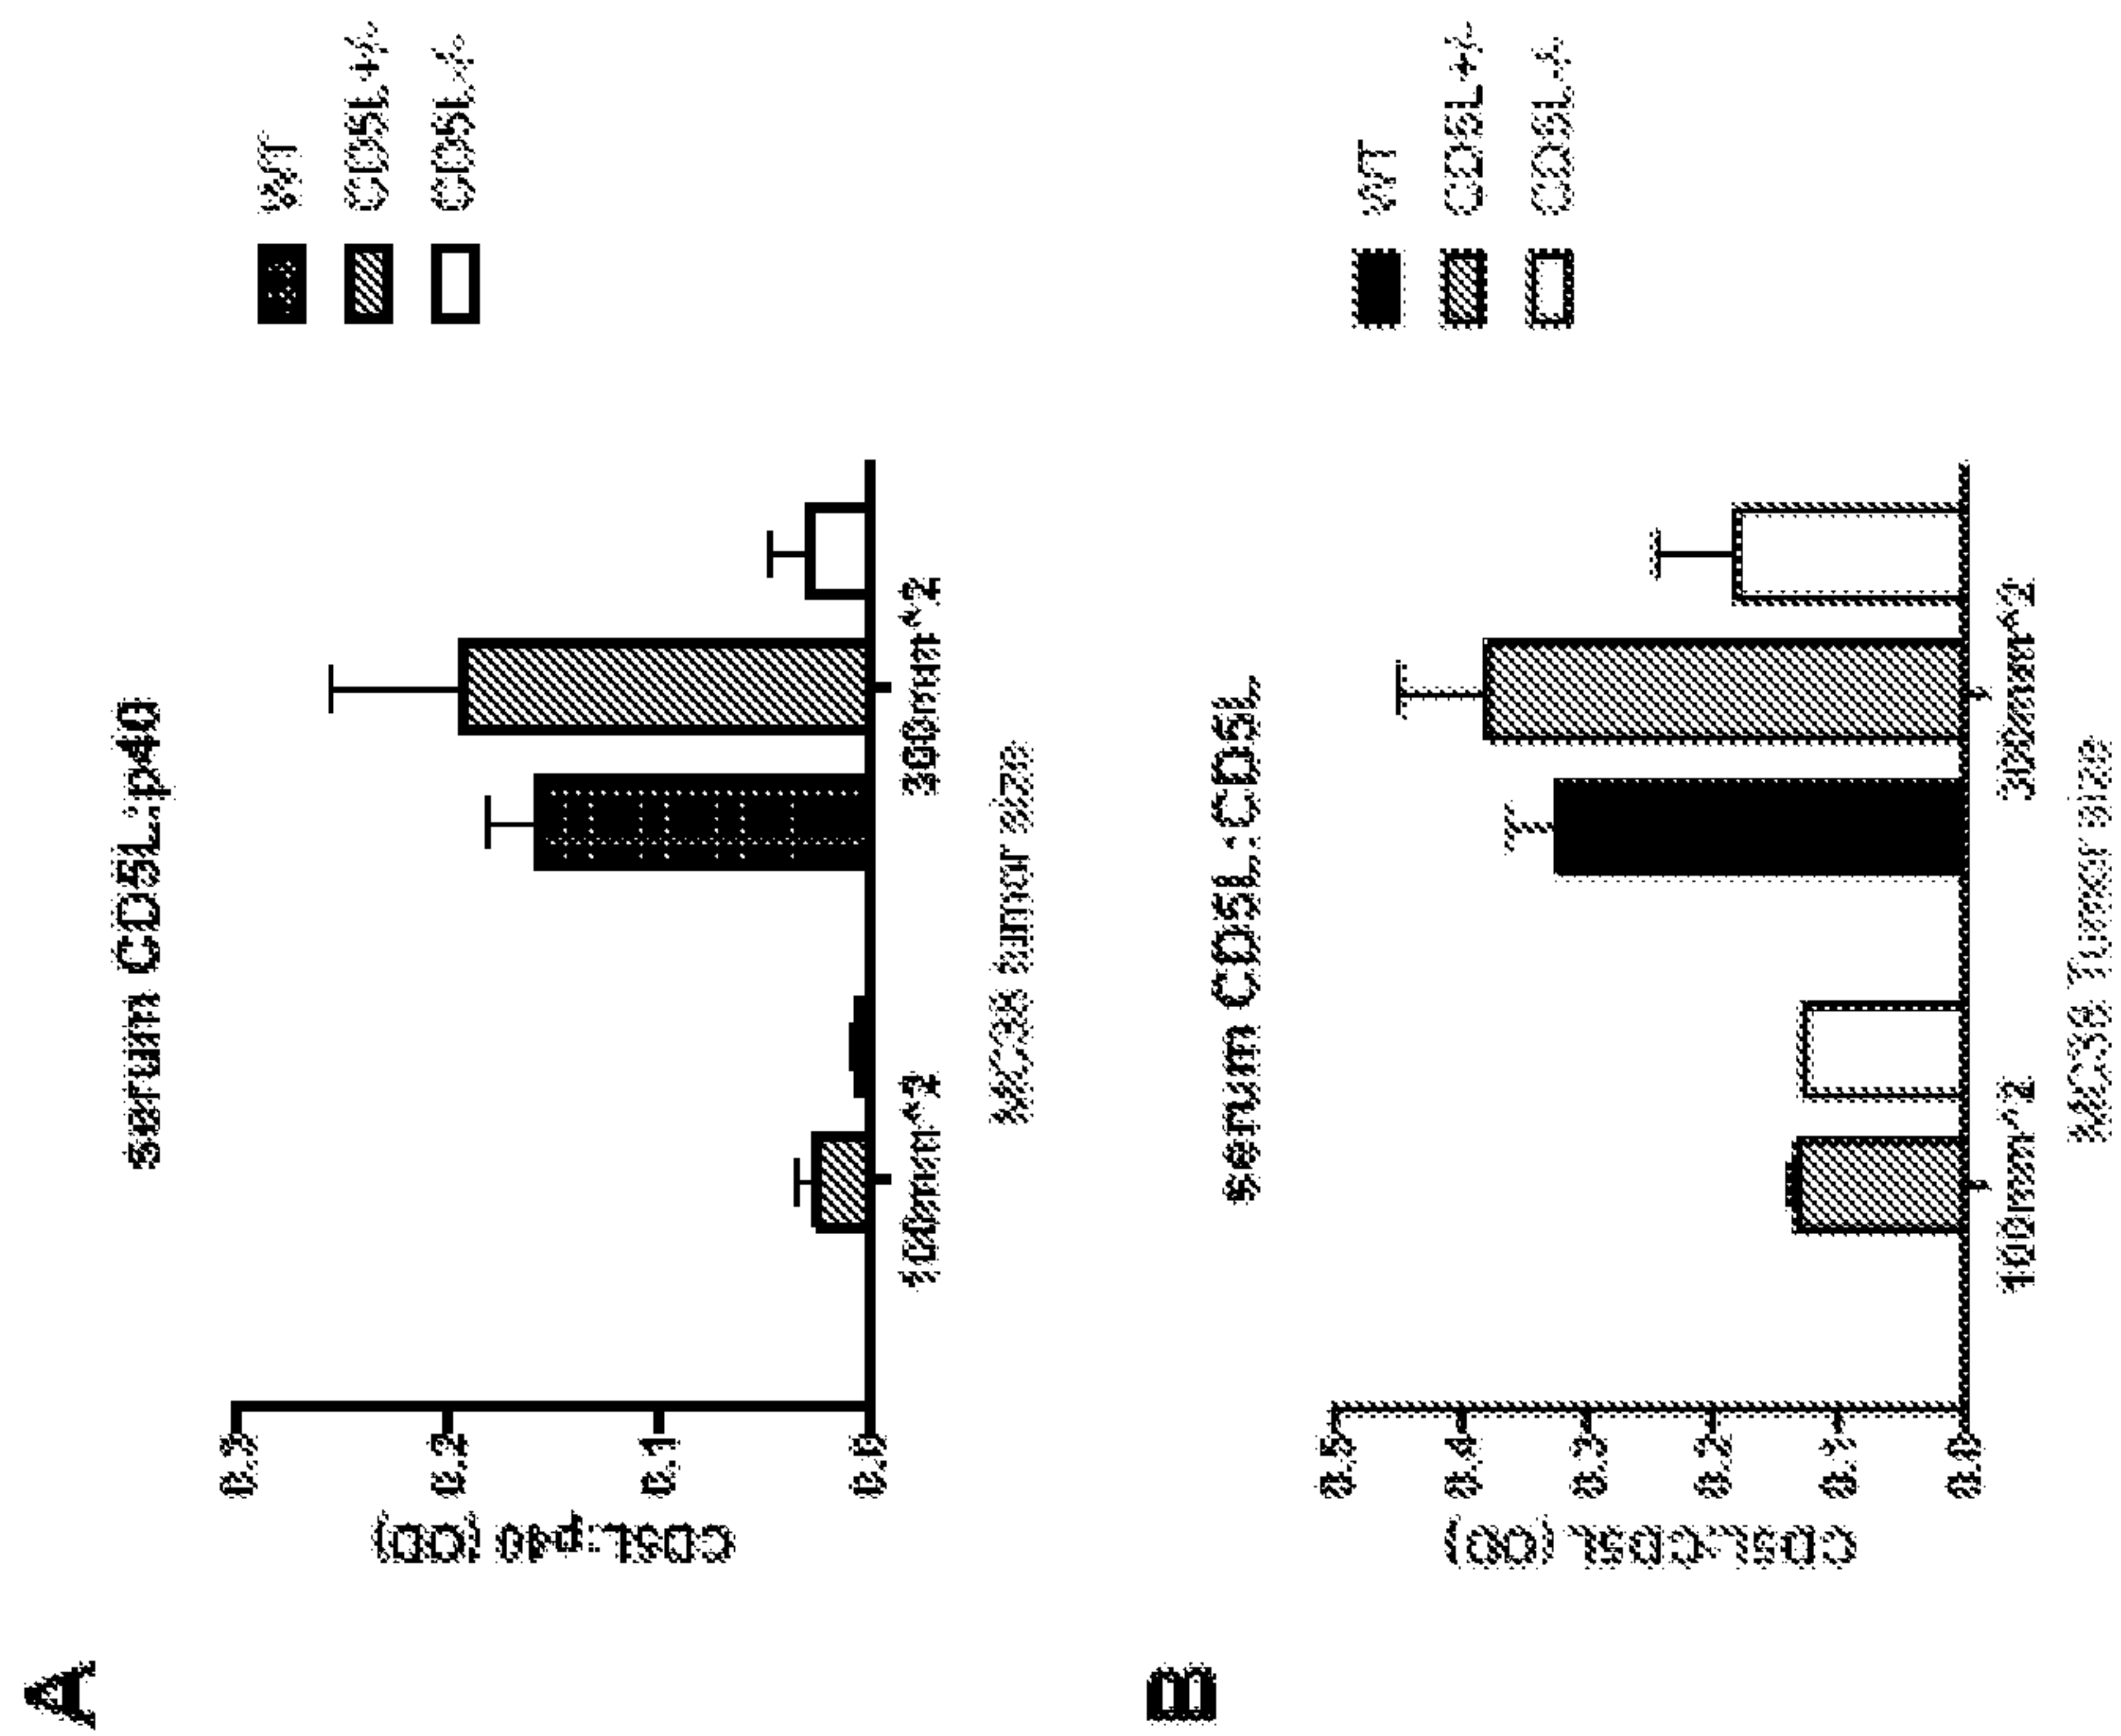 A
serum CD5L:p40
CD5L:p40 (OD)
0.3
0.2
0.1
0.0
100mm^2
MC38 tumor size
WT
CD5L+/-
CD5L-/-
B
serum CD5L:CD5L
CD5L:CD5L (OD)
0.5
0.4
0.3
0.2
0.1
0.0
100mm^2
300mm^2
MC38 Tumor size
WT
CD5L+/-
CD5L-/-